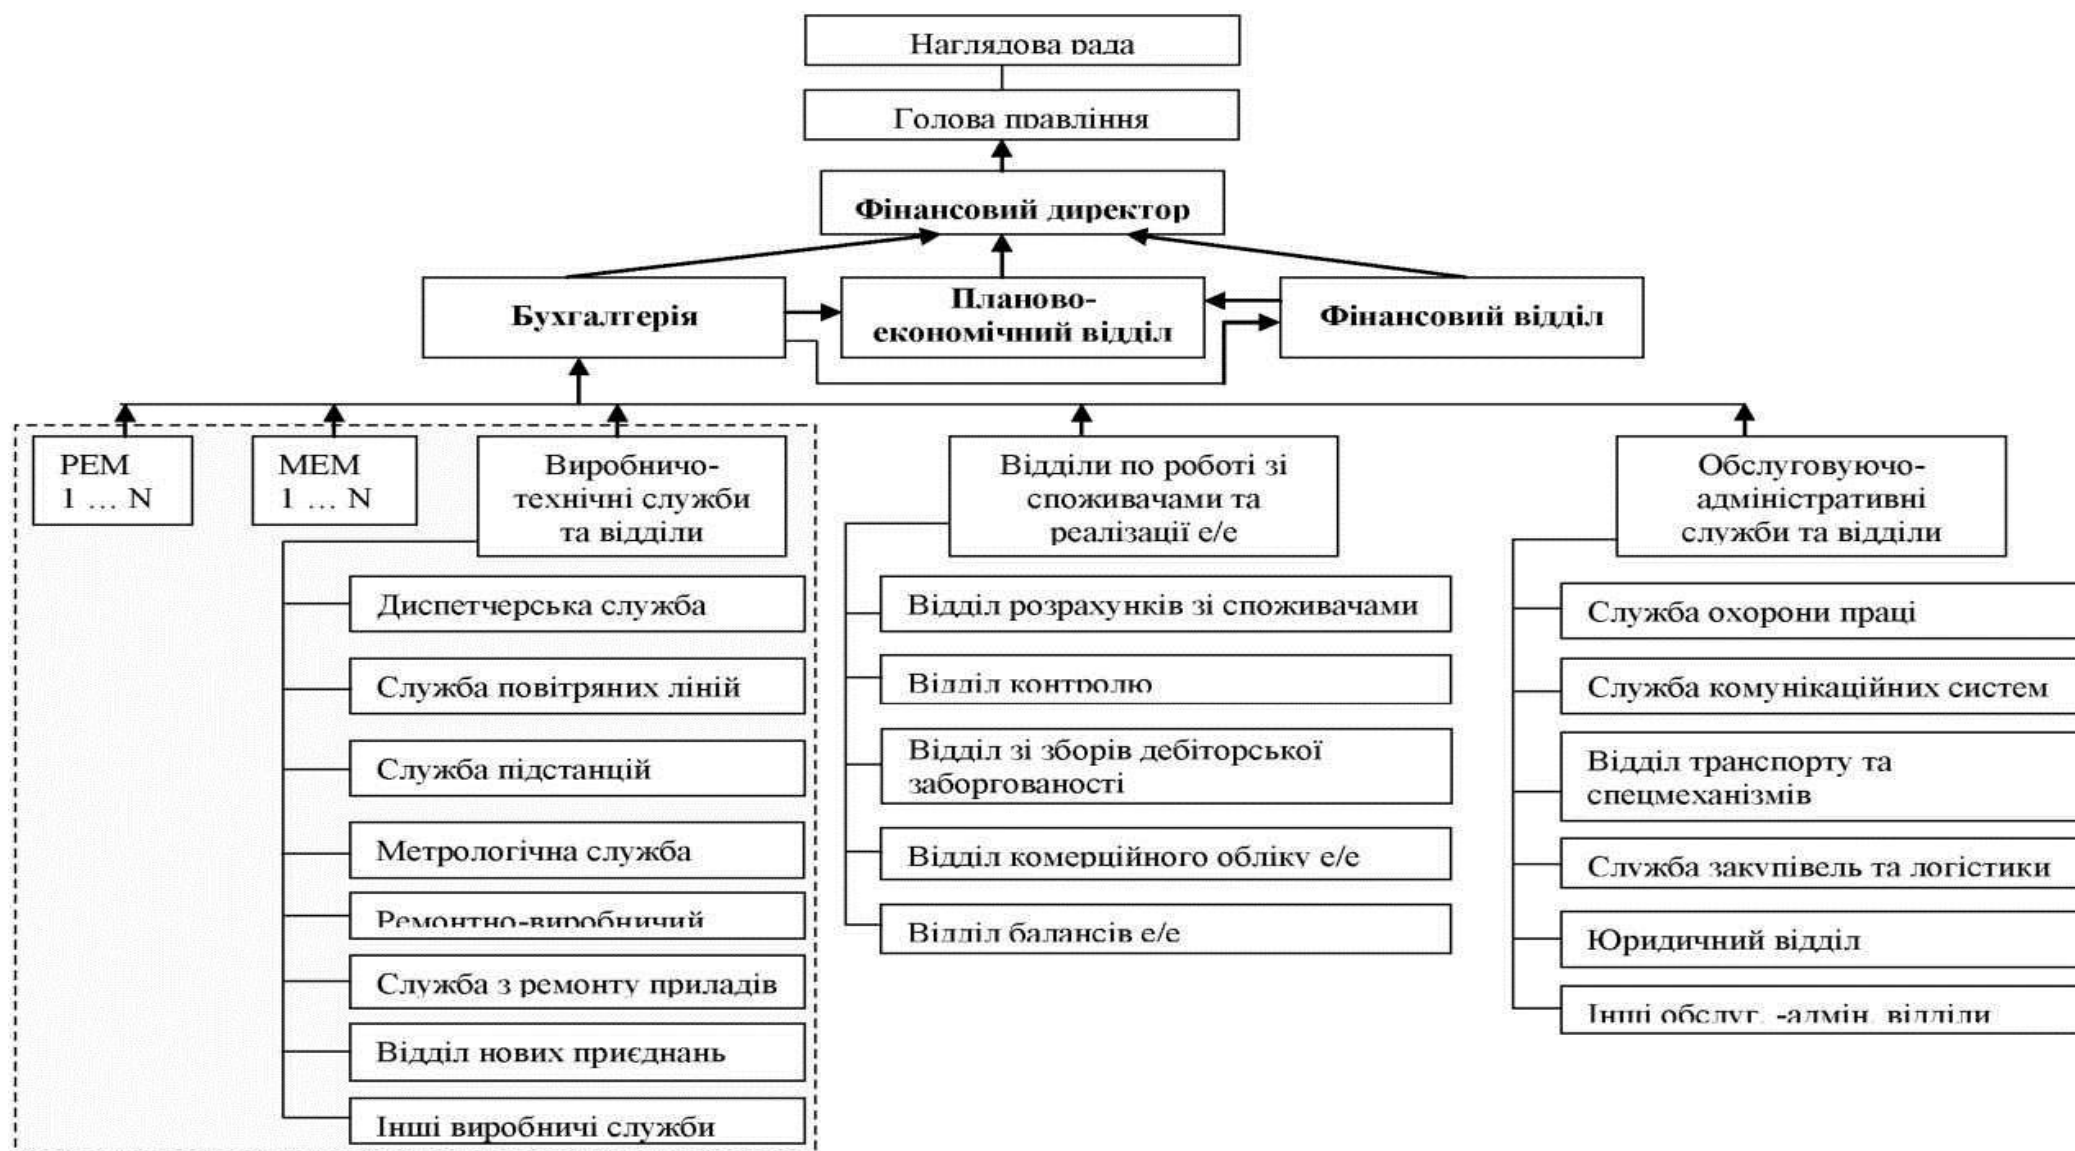 Наглядова рада
Голова правління
Фінансовий директор
Бухгалтерія
Планово-
економічний відділ
Фінансовий відділ
РЕМ
1 ... N
МЕМ
1 ... N
Виробничо-
технічні служби
та відділи
Відділи по роботі зі
споживачами та
реалізації е/е
Обслуговуючо-
адміністративні
служби та відділи
Диспетчерська служба
Служба повітряних ліній
Служба підстанцій
Метрологічна служба
Ремонтно-виробничий
Служба з ремонту приладів
Відділ нових приєднань
Інші виробничі служби
Відділ розрахунків зі споживачами
Відділ контролю
Відділ зі зборів дебіторської
заборгованості
Відділ комерційного обліку е/е
Відділ балансів е/е
Служба охорони праці
Служба комунікаційних систем
Відділ транспорту та
спецмеханізмів
Служба закупівель та логістики
Юридичний відділ
Інші обслуг. -адмін. відділи